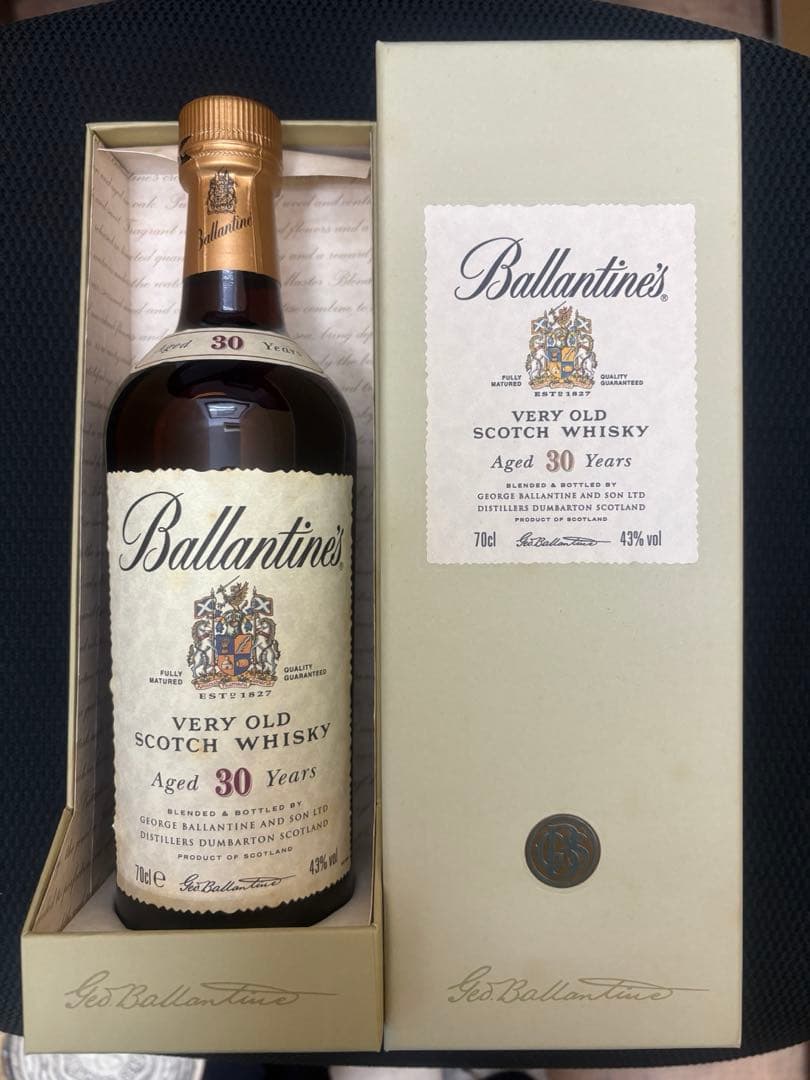 Ballantine
Aged 30 Years
Ballantine's
FULLY
MATURED
QUALITY
GUARANTEED
ESTD 1827
VERY OLD
SCOTCH WHISKY
Aged 30 Years
BLENDED & BOTTLED BY
GEORGE BALLANTINE AND SON LTD
DISTILLERS DUMBARTON SCOTLAND
PRODUCT OF SCOTLAND
70cl e Geo Ballantine 43% vol
Geo. Ballantine
Ballantine's®
FULLY
MATURED
QUALITY
GUARANTEED
ESTD 1827
VERY OLD
SCOTCH WHISKY
Aged 30 Years
BLENDED & BOTTLED BY
GEORGE BALLANTINE AND SON LTD
DISTILLERS DUMBARTON SCOTLAND
PRODUCT OF SCOTLAND
70cl Geo Ballantine 43% vol
Geo. Ballantine